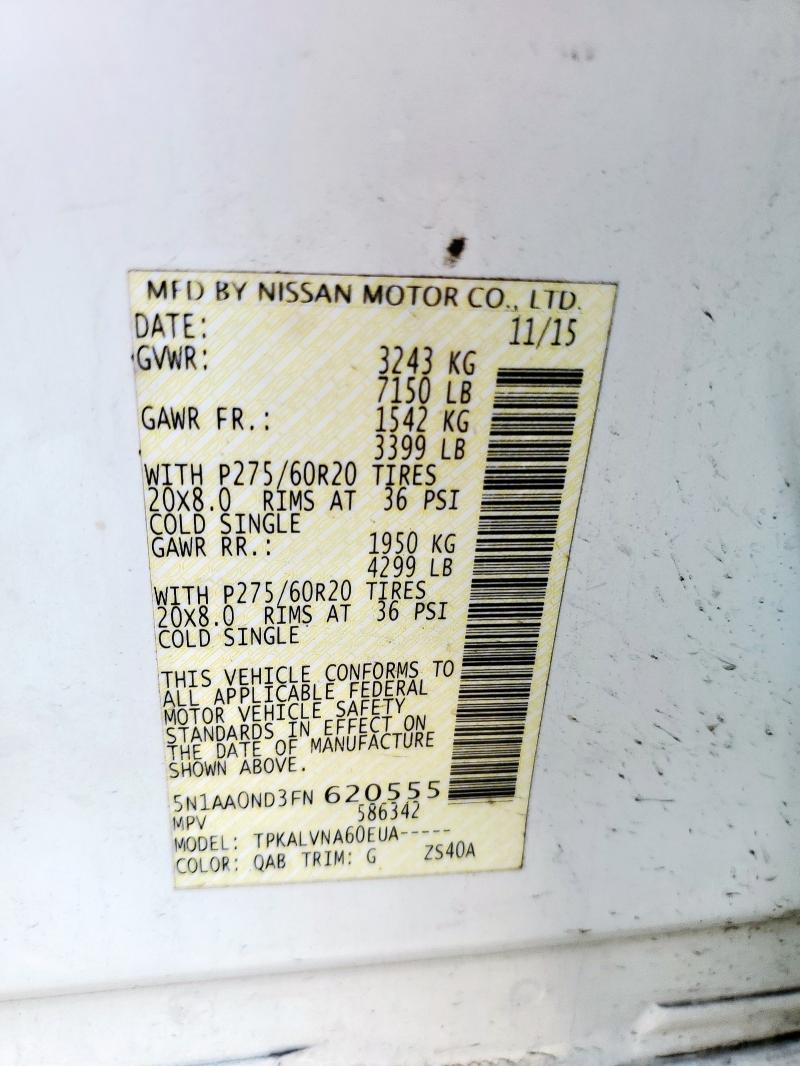 MFD BY NISSAN MOTOR CO., LTD.
DATE: 11/15
GVWR: 3243 KG
7150 LB
GAWR FR.: 1542 KG
3399 LB
WITH P275/60R20 TIRES
20X8.0 RIMS AT 36 PSI
COLD SINGLE
GAWR RR.: 1950 KG
4299 LB
WITH P275/60R20 TIRES
20X8.0 RIMS AT 36 PSI
COLD SINGLE
THIS VEHICLE CONFORMS TO
ALL APPLICABLE FEDERAL
MOTOR VEHICLE SAFETY
STANDARDS IN EFFECT ON
THE DATE OF MANUFACTURE
SHOWN ABOVE.
5N1AA0ND3FN 620555
MPV 586342
MODEL: TPKALVNA60EUA-----
COLOR: QAB TRIM: G ZS40A